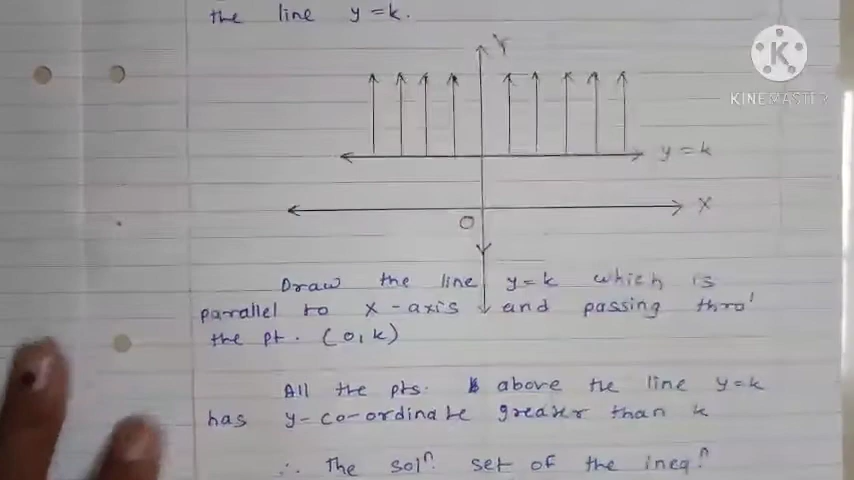 the line y = k.
K
KINEMASTER
Y
y = k
X
O
Draw the line y = k which is
parallel to X - axis and passing thro'
the pt. (0, k)
All the pts. above the line y = k
has y- co-ordinate greater than k
∴ The solⁿ set of the ineqⁿ.